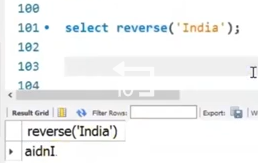 100
101 select reverse('India');
102
103
104
Result Grid Filter Rows: Export:
reverse('India')
aidnI